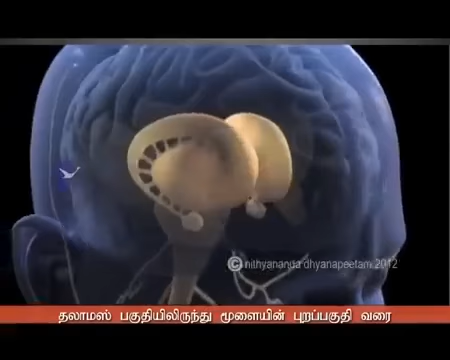 © nithyananda dhyanapeetam 2012
தலாமஸ் பகுதியிலிருந்து மூளையின் புறப்பகுதி வரை